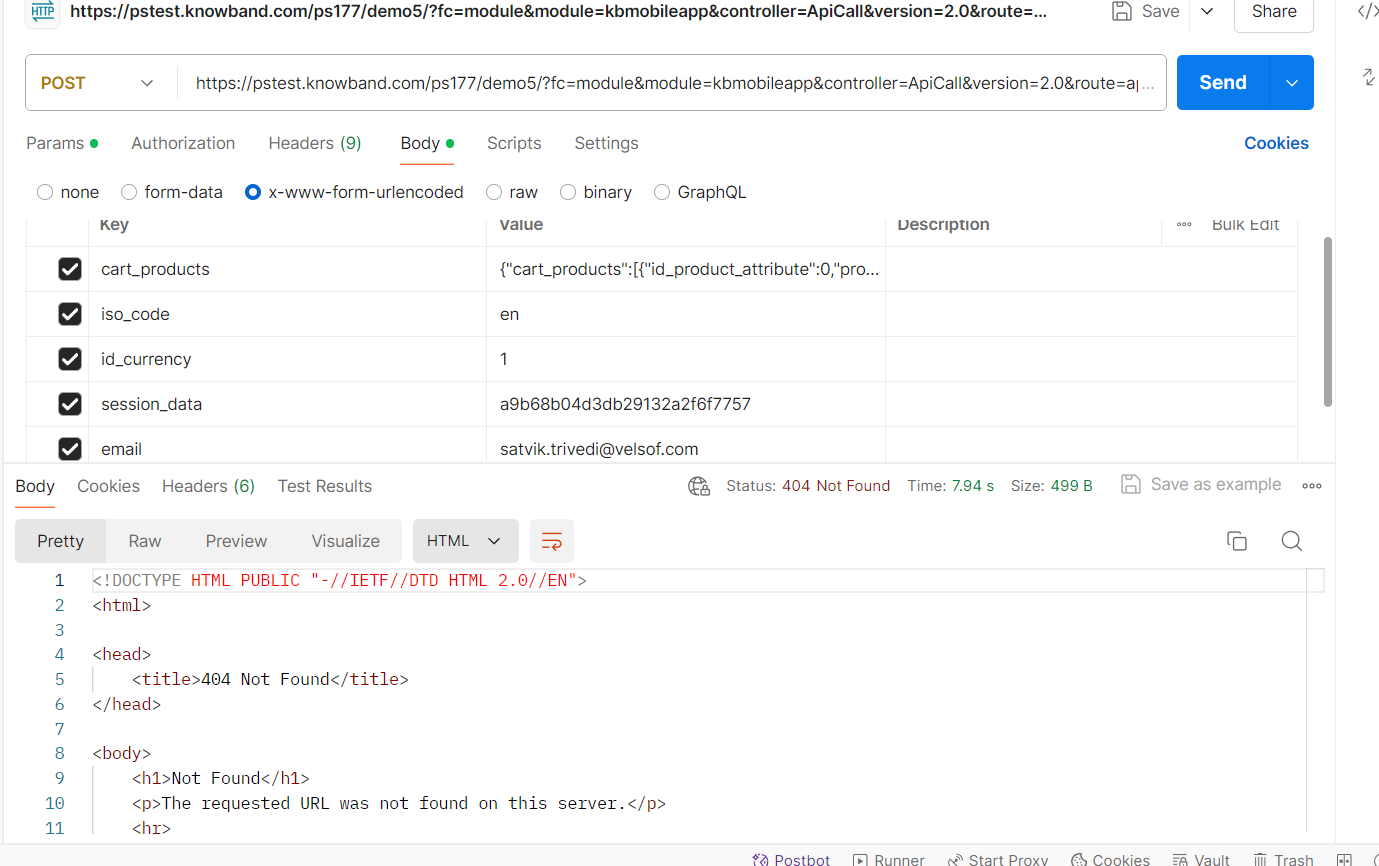 HTTP https://pstest.knowband.com/ps177/demo5/?fc=module&module=kbmobileapp&controller=ApiCall&version=2.0&route=... Save Share
POST https://pstest.knowband.com/ps177/demo5/?fc=module&module=kbmobileapp&controller=ApiCall&version=2.0&route=ap... Send
Params Authorization Headers (9) Body Scripts Settings Cookies
none form-data x-www-form-urlencoded raw binary GraphQL
Key Value Description Bulk Edit
cart_products {"cart_products":[{"id_product_attribute":0,"pro...
iso_code en
id_currency 1
session_data a9b68b04d3db29132a2f6f7757
email satvik.trivedi@velsof.com
Body Cookies Headers (6) Test Results Status: 404 Not Found Time: 7.94 s Size: 499 B Save as example
Pretty Raw Preview Visualize HTML
1 <!DOCTYPE HTML PUBLIC "-//IETF//DTD HTML 2.0//EN">
2 <html>
3
4 <head>
5 <title>404 Not Found</title>
6 </head>
7
8 <body>
9 <h1>Not Found</h1>
10 <p>The requested URL was not found on this server.</p>
11 <hr>
Postbot Runner Start Proxy Cookies Vault Trash